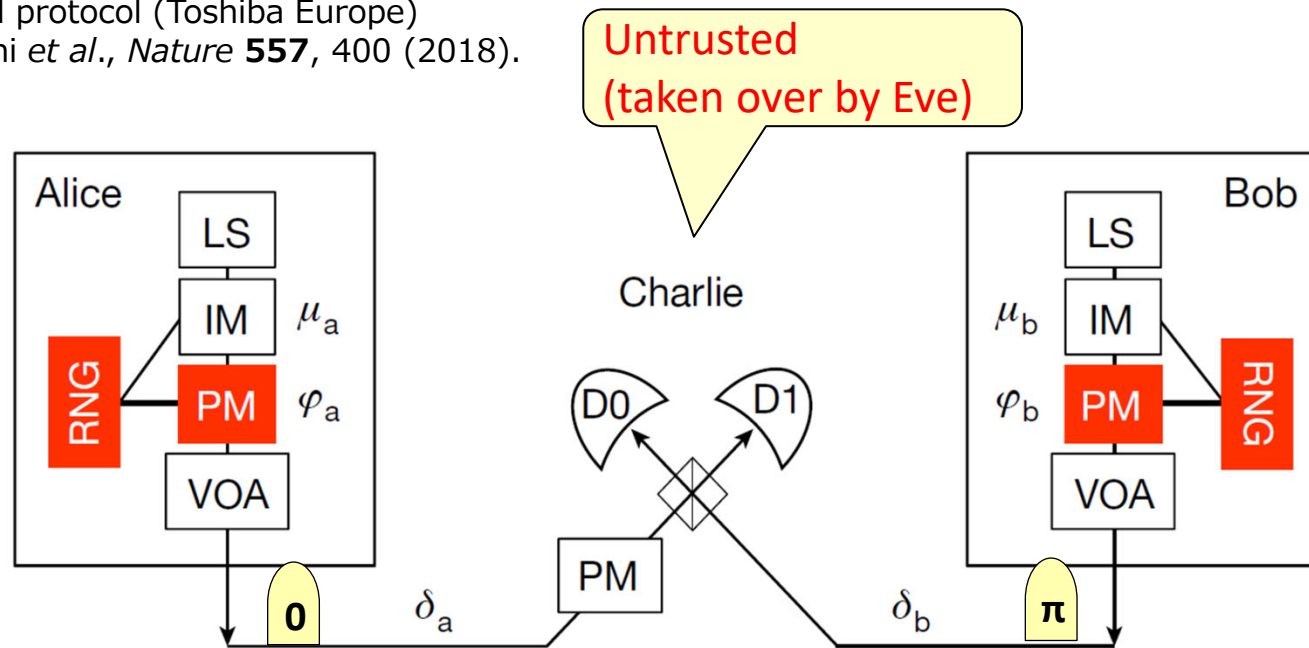 l protocol (Toshiba Europe)
ni et al., Nature 557, 400 (2018).
Untrusted
(taken over by Eve)
Alice
LS
IM
μa
RNG
PM
φa
VOA
0
δa
Charlie
D0
D1
PM
δb
Bob
LS
μb
IM
φb
PM
RNG
VOA
π